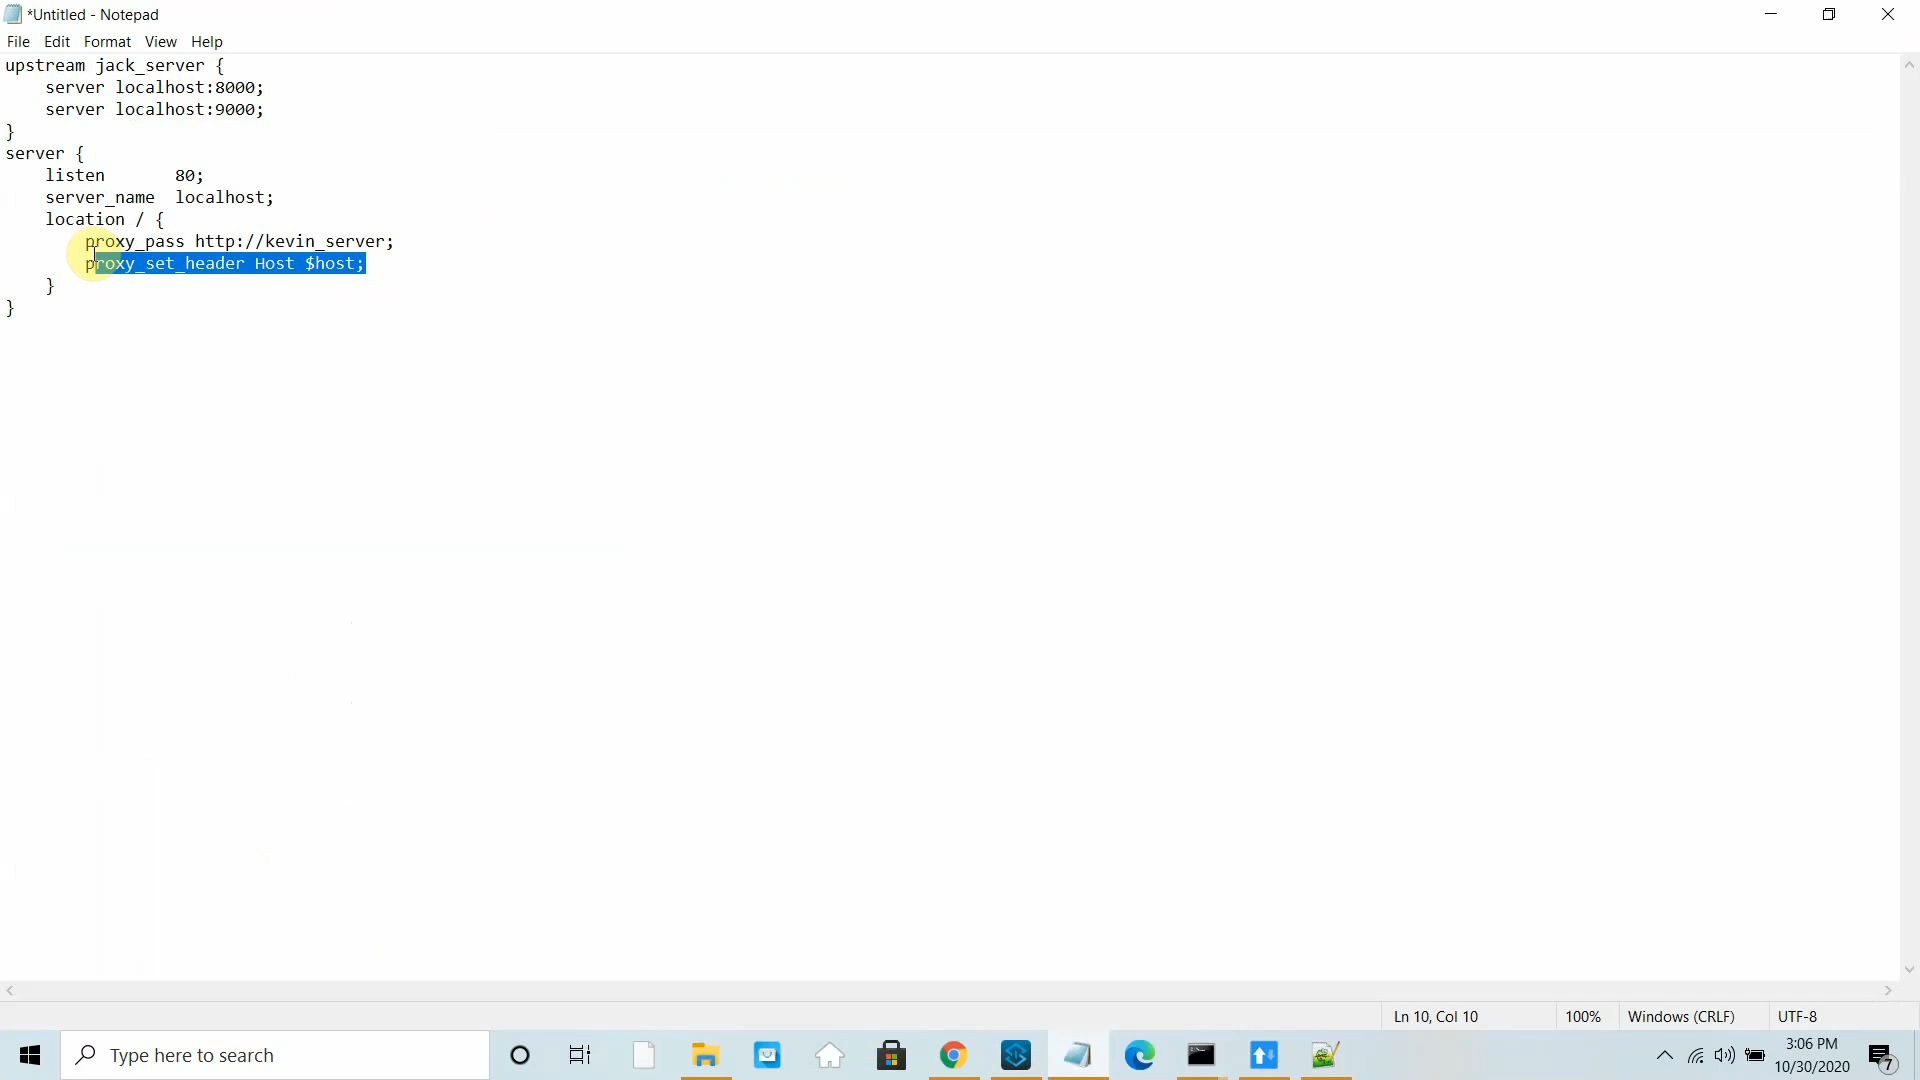 *Untitled - Notepad
File Edit Format View Help
upstream jack_server {
    server localhost:8000;
    server localhost:9000;
}
server {
    listen       80;
    server_name  localhost;
    location / {
        proxy_pass http://kevin_server;
        proxy_set_header Host $host;
    }
}
Ln 10, Col 10 100% Windows (CRLF) UTF-8
Type here to search
3:06 PM
10/30/2020
7